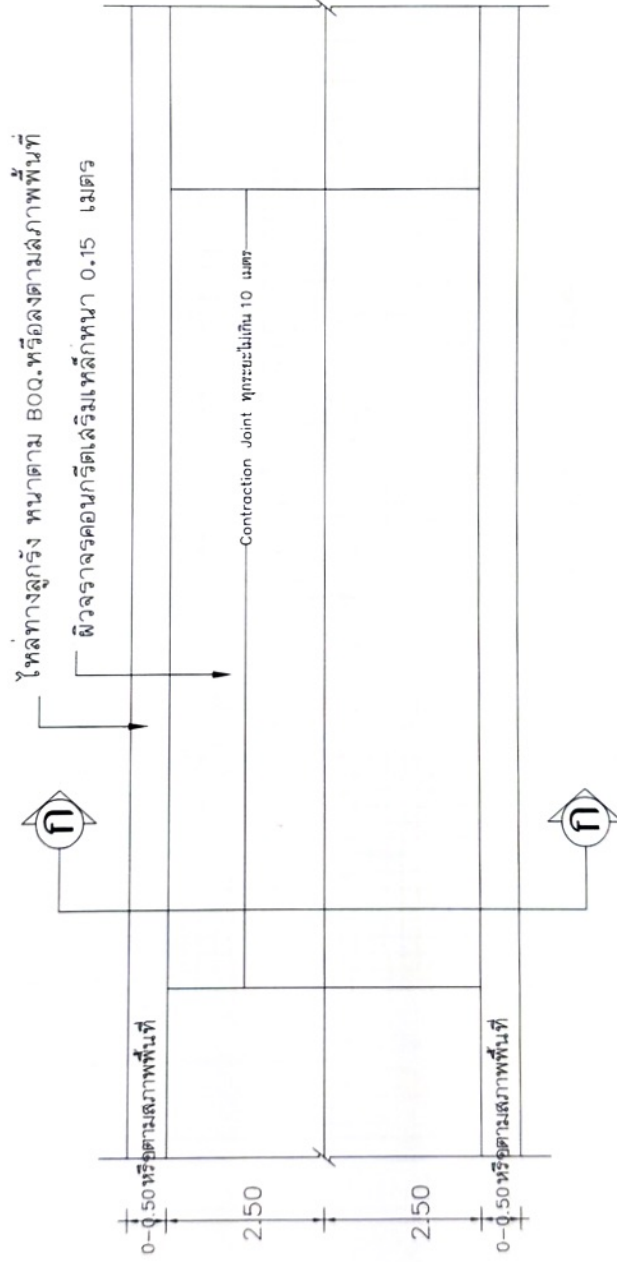 ไหล่ทางลูกรัง หนาตาม BOQ.หรือลงตามสภาพพื้นที่
ผิวจราจรคอนกรีตเสริมเหล็กหนา 0.15 เมตร
ก
Contraction Joint ทุกระยะไม่เกิน 10 เมตร
ก
0-0.50หรือตามสภาพพื้นที่
2.50
2.50
0-0.50หรือตามสภาพพื้นที่